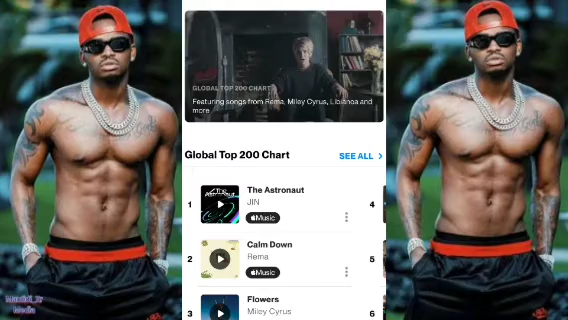 GLOBAL TOP 200 CHART
Featuring songs from Rema, Miley Cyrus, Libianca and
more
Global Top 200 Chart
SEE ALL
1
The Astronaut
JIN
Music
4
2
Calm Down
Rema
Music
5
3
Flowers
Miley Cyrus
6
Media